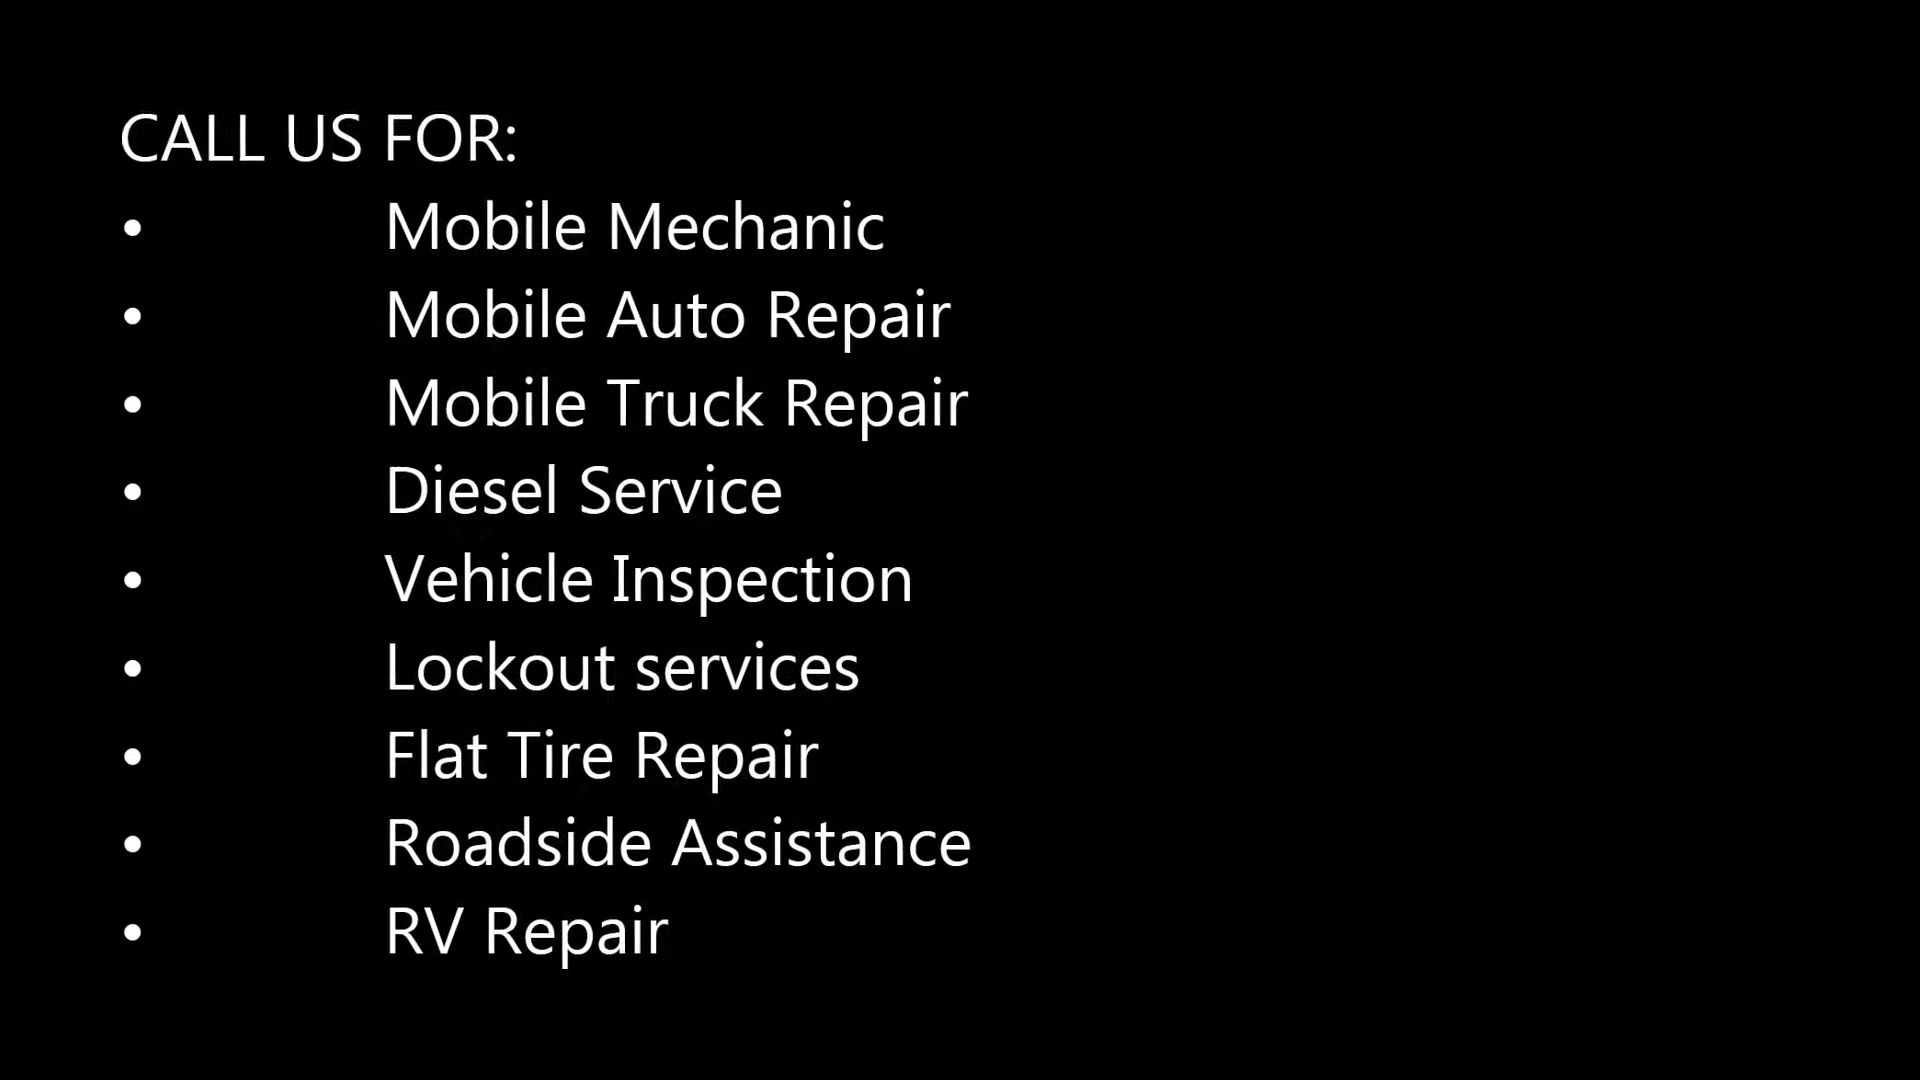 CALL US FOR:
• Mobile Mechanic
• Mobile Auto Repair
• Mobile Truck Repair
• Diesel Service
• Vehicle Inspection
• Lockout services
• Flat Tire Repair
• Roadside Assistance
• RV Repair